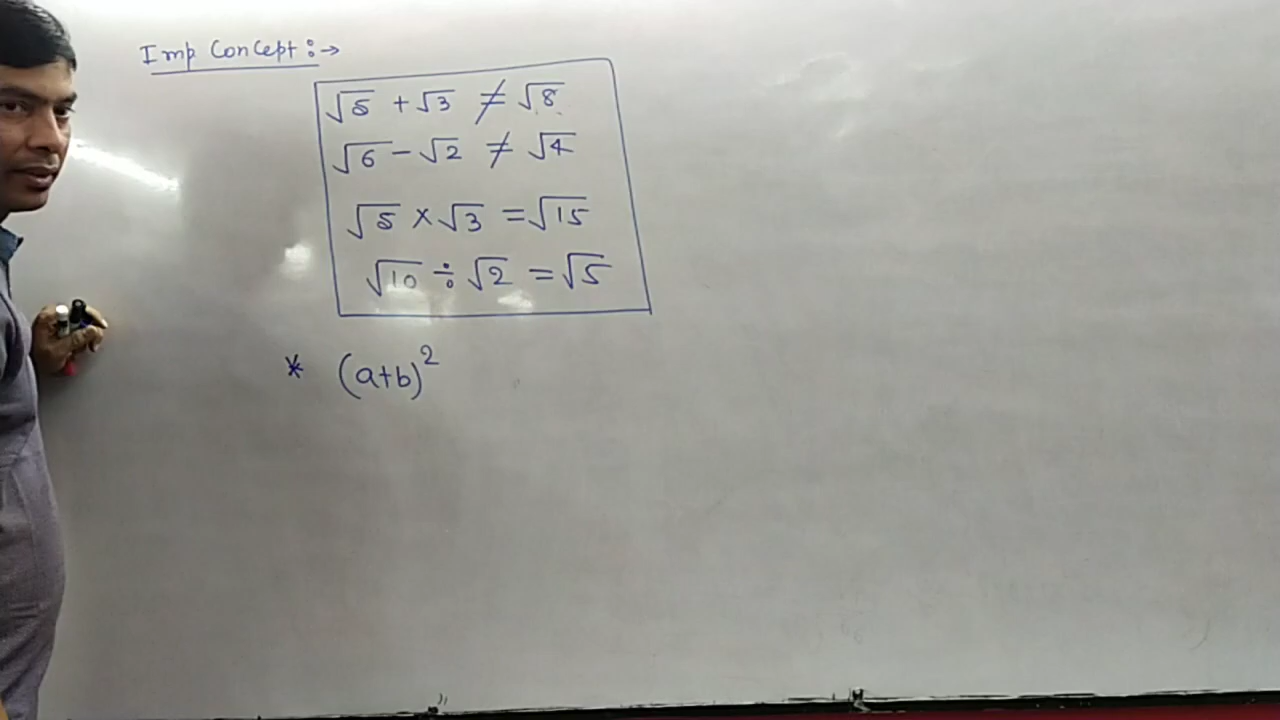 Imp Concept :→
√5 + √3 ≠ √8
√6 - √2 ≠ √4
√5 × √3 = √15
√10 ÷ √2 = √5
* (a+b)²